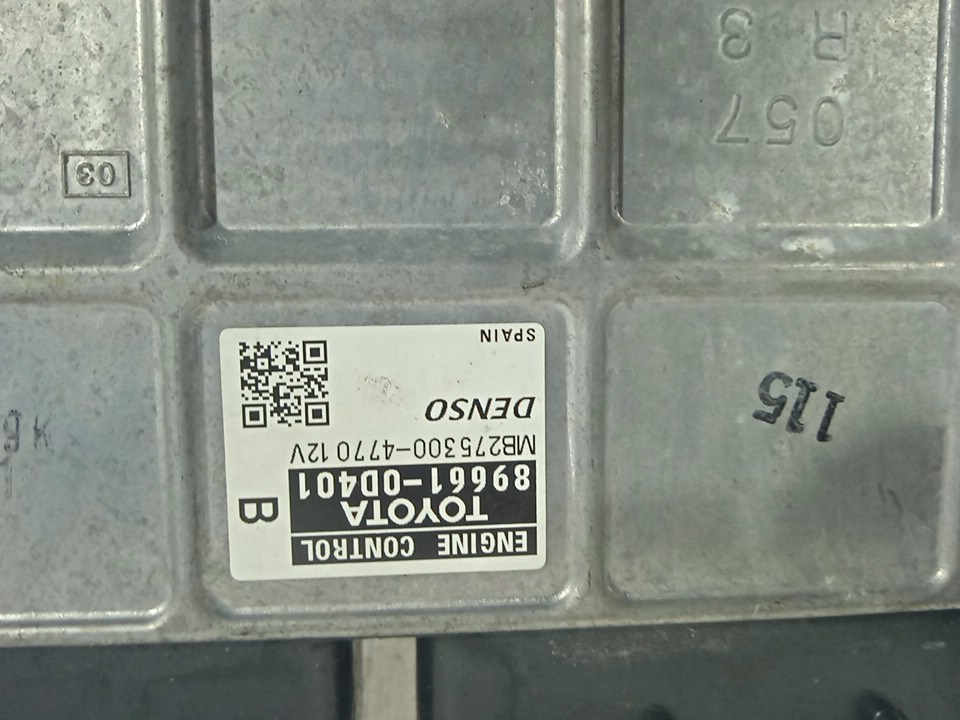 ENGINE CONTROL
TOYOTA
89661-0D401
B
MB275300-4770 12V
DENSO
SPAIN
115
057
R 3
03